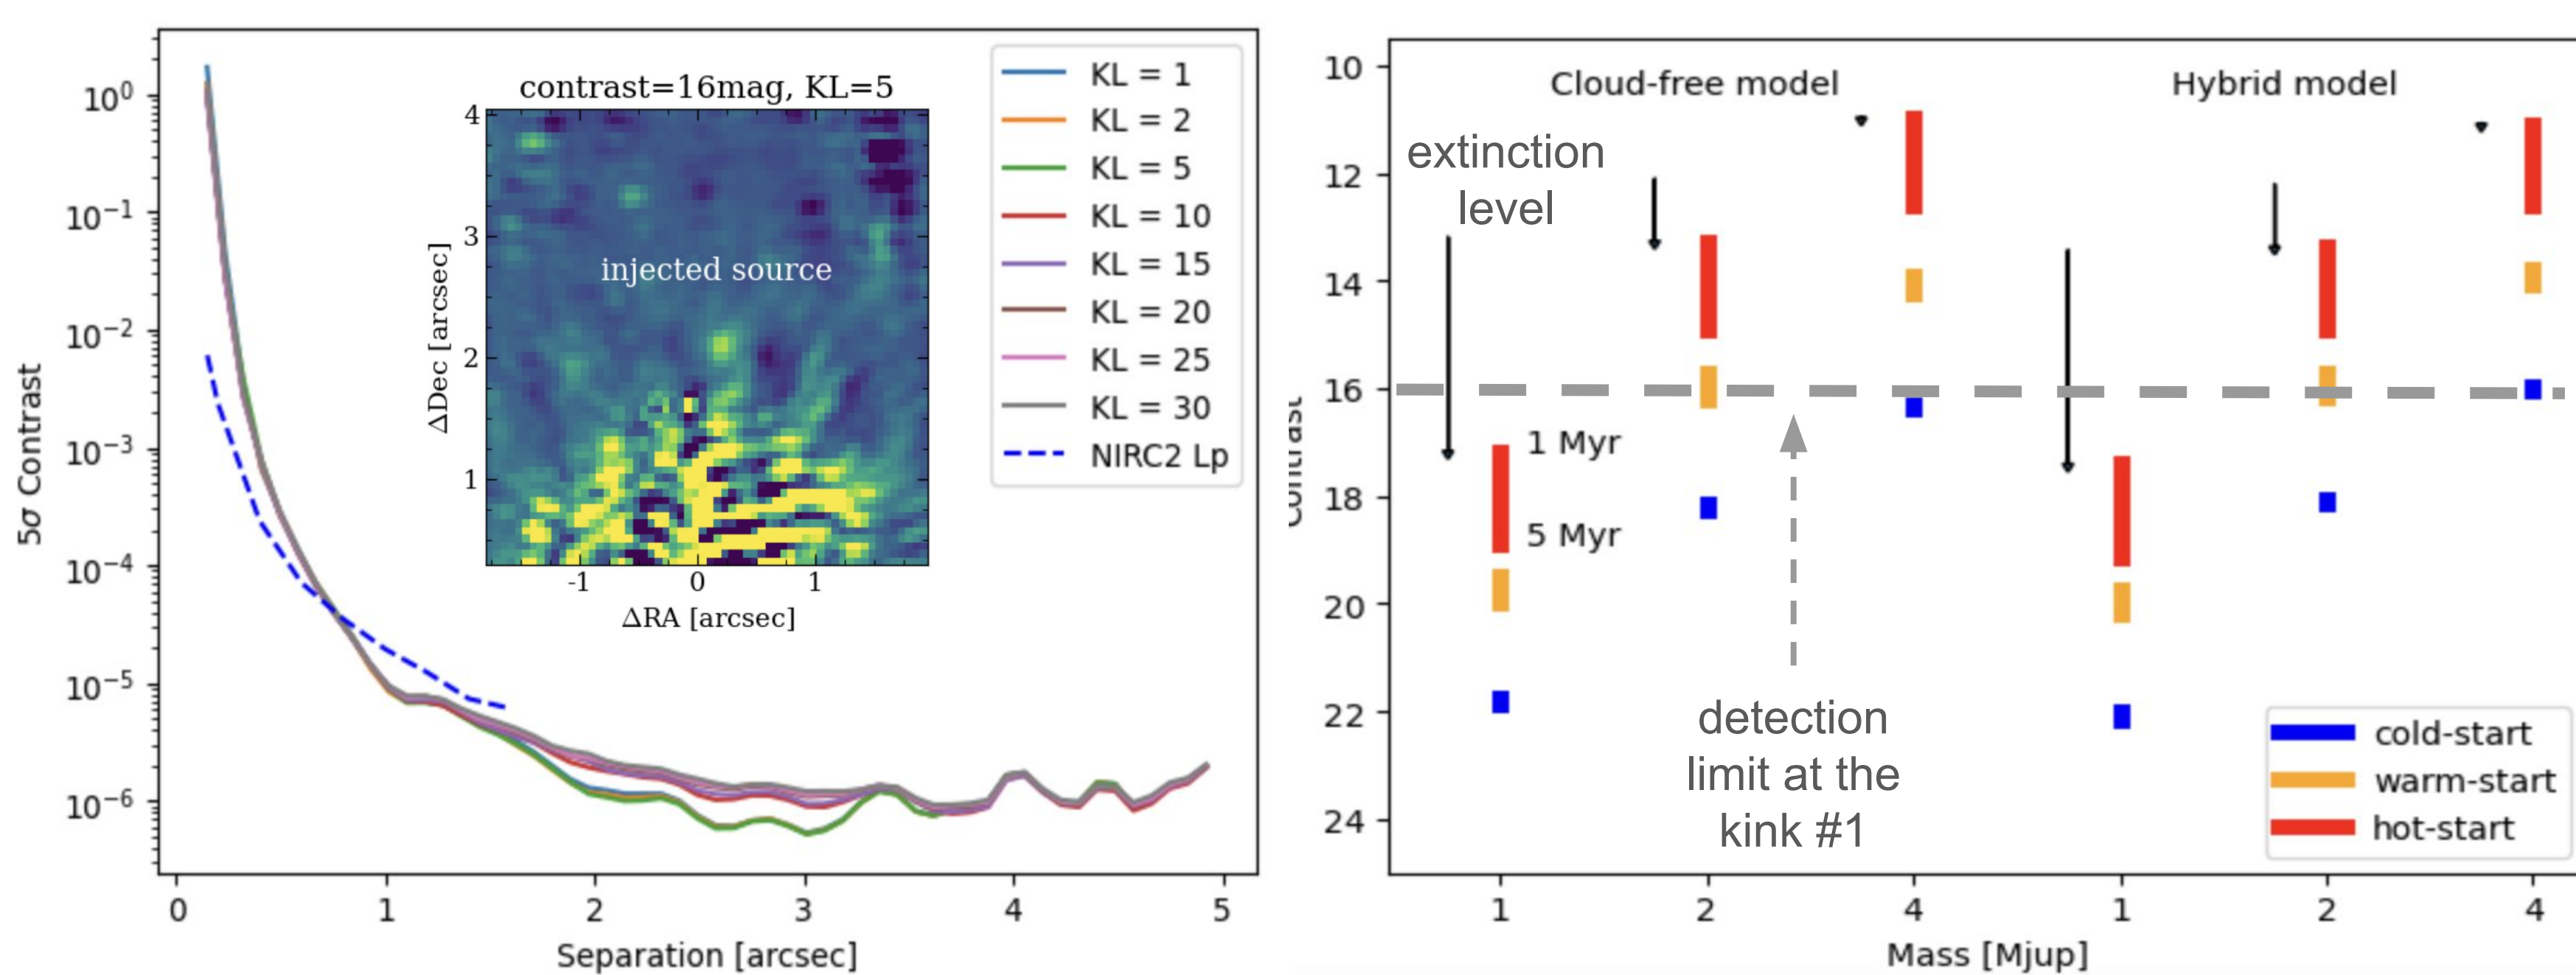 contrast=16mag, KL=5
injected source
4
3
2
1
-1
0
1
ΔDec [arcsec]
ΔRA [arcsec]
KL = 1
KL = 2
KL = 5
KL = 10
KL = 15
KL = 20
KL = 25
KL = 30
NIRC2 Lp
5σ Contrast
10⁰
10⁻¹
10⁻²
10⁻³
10⁻⁴
10⁻⁵
10⁻⁶
0
1
2
3
4
5
Separation [arcsec]
Cloud-free model
Hybrid model
extinction
level
1 Myr
5 Myr
detection
limit at the
kink #1
cold-start
warm-start
hot-start
Contrast
10
12
14
16
18
20
22
24
1
2
4
1
2
4
Mass [Mjup]